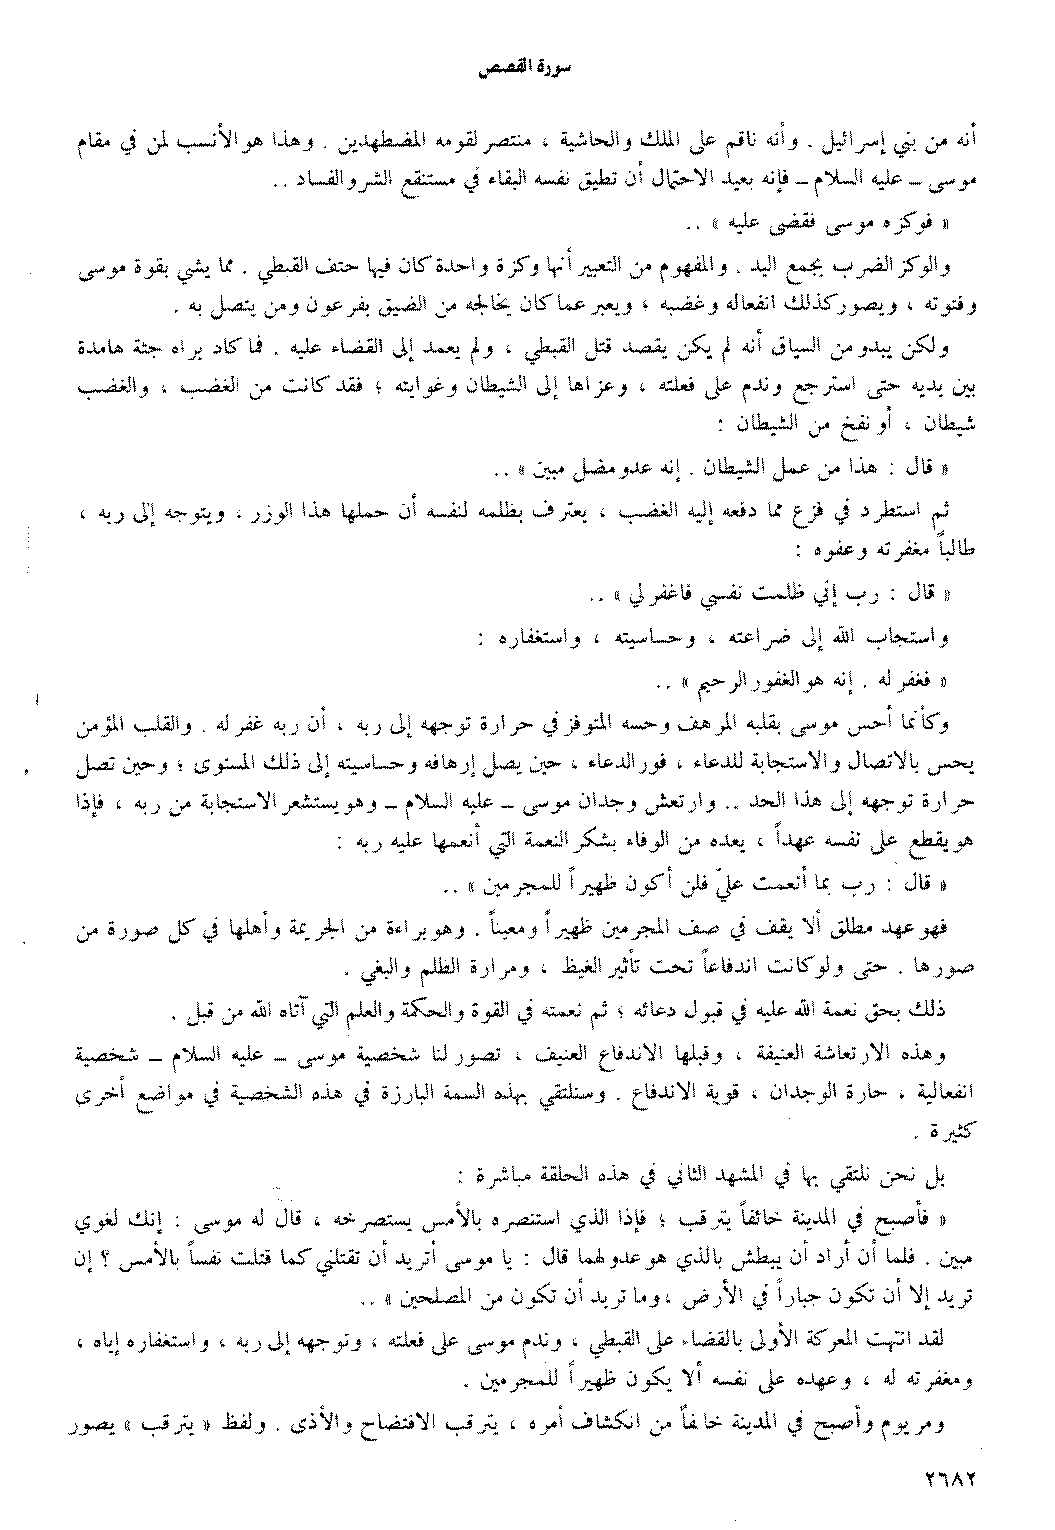 سورة القصص
أنه من بني إسرائيل . وأنه ناقم على الملك والحاشية ، منتصر لقومه المضطهدين . وهذا هو الأنسب لمن في مقام
موسى – عليه السلام – فإنه بعيد الاحتمال أن تطيق نفسه البقاء في مستنقع الشر والفساد ..
« فوكزه موسى فقضى عليه » ..
والوكز الضرب بجمع اليد . والمفهوم من التعبير أنها وكزة واحدة كان فيها حتف القبطي . مما يشي بقوة موسى
وفتوته ، ويصور كذلك انفعاله وغضبه ؛ ويعبر عما كان يخالجه من الضيق بفرعون ومن يتصل به .
ولكن يبدو من السياق أنه لم يكن يقصد قتل القبطي ، ولم يعمد إلى القضاء عليه . فما كاد يراه جثة هامدة
بين يديه حتى استرجع وندم على فعلته ، وعزاها إلى الشيطان وغوايته ؛ فقد كانت من الغضب ، والغضب
شيطان ، أو نفخ من الشيطان :
« قال : هذا من عمل الشيطان . إنه عدو مضل مبين » ..
ثم استطرد في فزع مما دفعه إليه الغضب ، يعترف بظلمه لنفسه أن حملها هذا الوزر ، ويتوجه إلى ربه ،
طالباً مغفرته وعفوه :
« قال : رب إني ظلمت نفسي فاغفر لي » ..
واستجاب الله إلى ضراعته ، وحساسيته ، واستغفاره :
« فغفر له . إنه هو الغفور الرحيم » ..
وكأنما أحس موسى بقلبه المرهف وحسه المتوفز في حرارة توجهه إلى ربه ، أن ربه غفر له . والقلب المؤمن
يحس بالاتصال والاستجابة للدعاء ، فور الدعاء ، حين يصل إرهافه وحساسيته إلى ذلك المستوى ؛ وحين تصل
حرارة توجهه إلى هذا الحد .. وارتعش وجدان موسى – عليه السلام – وهو يستشعر الاستجابة من ربه ، فإذا
هو يقطع على نفسه عهداً ، يعده من الوفاء بشكر النعمة التي أنعمها عليه ربه :
« قال : رب بما أنعمت عليّ فلن أكون ظهيراً للمجرمين » ..
فهو عهد مطلق ألا يقف في صف المجرمين ظهيراً ومعيناً . وهو براءة من الجريمة وأهلها في كل صورة من
صورها . حتى ولو كانت اندفاعاً تحت تأثير الغيظ ، ومرارة الظلم والبغي .
ذلك بحق نعمة الله عليه في قبول دعائه ؛ ثم نعمته في القوة والحكمة والعلم التي آتاه الله من قبل .
وهذه الارتعاشة العنيفة ، وقبلها الاندفاع العنيف ، تصور لنا شخصية موسى – عليه السلام – شخصية
انفعالية ، حارة الوجدان ، قوية الاندفاع . وسنلتقي بهذه السمة البارزة في هذه الشخصية في مواضع أخرى
كثيرة .
بل نحن نلتقي بها في المشهد الثاني في هذه الحلقة مباشرة :
« فأصبح في المدينة خائفاً يترقب ؛ فإذا الذي استنصره بالأمس يستصرخه ، قال له موسى : إنك لغوي
مبين . فلما أن أراد أن يبطش بالذي هو عدو لهما قال : يا موسى أتريد أن تقتلني كما قتلت نفساً بالأمس ؟ إن
تريد إلا أن تكون جباراً في الأرض ، وما تريد أن تكون من المصلحين » ..
لقد انتهت المعركة الأولى بالقضاء على القبطي ، وندم موسى على فعلته ، وتوجهه إلى ربه ، واستغفاره إياه ،
ومغفرته له ، وعهده على نفسه ألا يكون ظهيراً للمجرمين .
ومر يوم وأصبح في المدينة خائفاً من انكشاف أمره ، يترقب الافتضاح والأذى . ولفظ « يترقب » يصور
٢٦٨٢